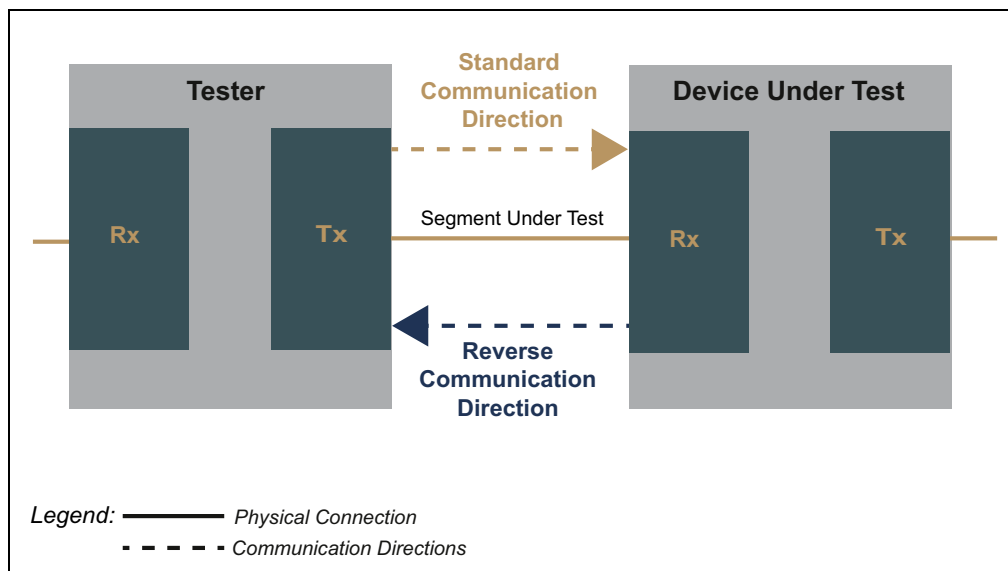 Tester
Standard
Communication
Direction
Device Under Test
Rx
Tx
Segment Under Test
Rx
Tx
Reverse
Communication
Direction
Legend:
Physical Connection
Communication Directions